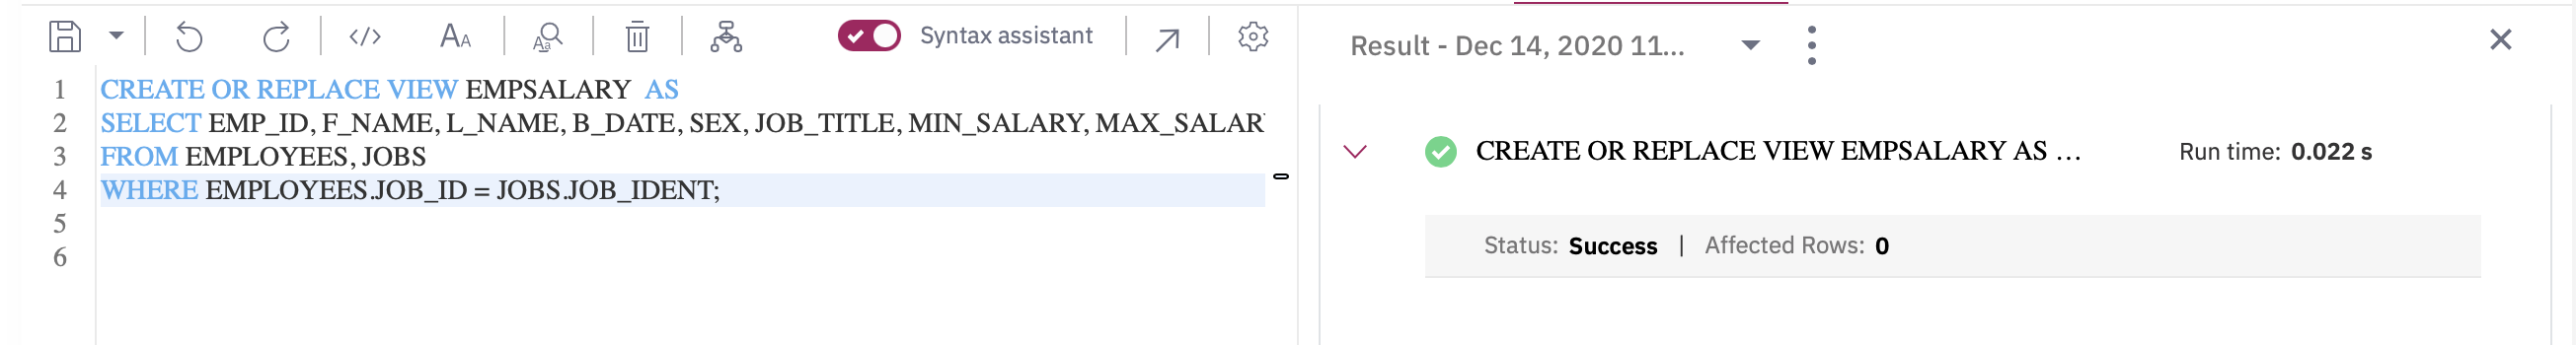 Syntax assistant
Result - Dec 14, 2020 11...
1 CREATE OR REPLACE VIEW EMPSALARY AS
2 SELECT EMP_ID, F_NAME, L_NAME, B_DATE, SEX, JOB_TITLE, MIN_SALARY, MAX_SALAR
3 FROM EMPLOYEES, JOBS
4 WHERE EMPLOYEES.JOB_ID = JOBS.JOB_IDENT;
5
6
CREATE OR REPLACE VIEW EMPSALARY AS ...
Run time: 0.022 s
Status: Success | Affected Rows: 0